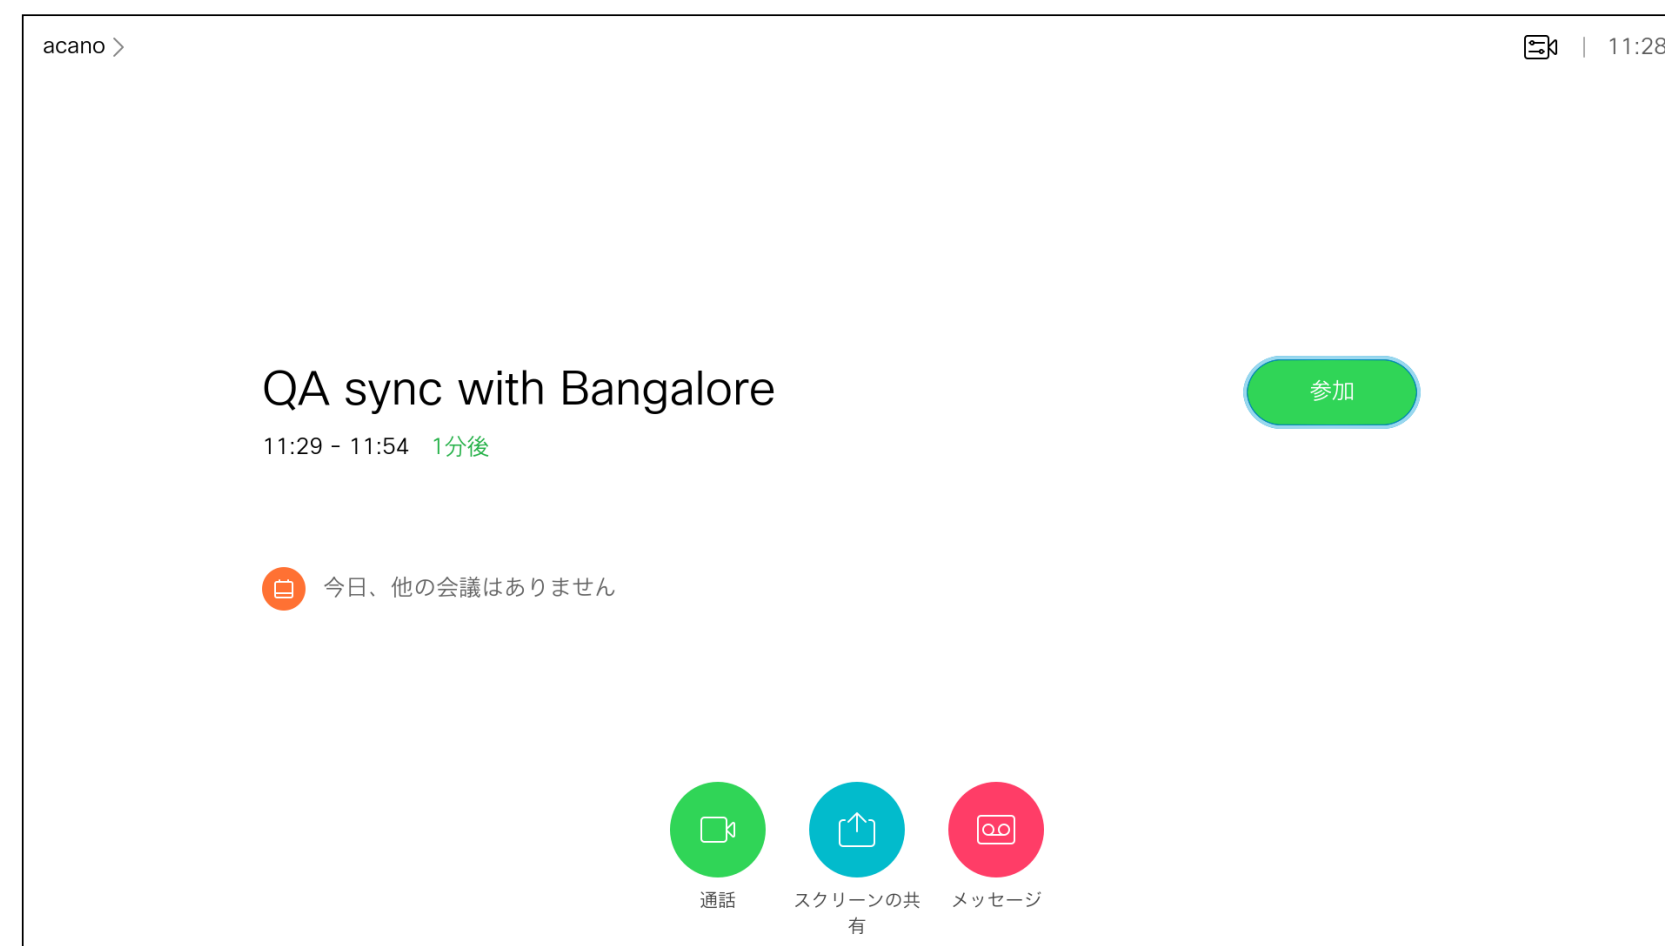 acano
11:28
QA sync with Bangalore
参加
11:29 - 11:54 1分後
今日、他の会議はありません
通話
スクリーンの共
有
メッセージ